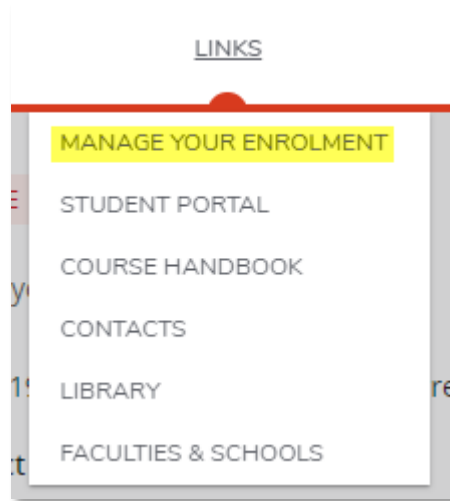 LINKS
MANAGE YOUR ENROLMENT
STUDENT PORTAL
COURSE HANDBOOK
CONTACTS
LIBRARY
FACULTIES & SCHOOLS